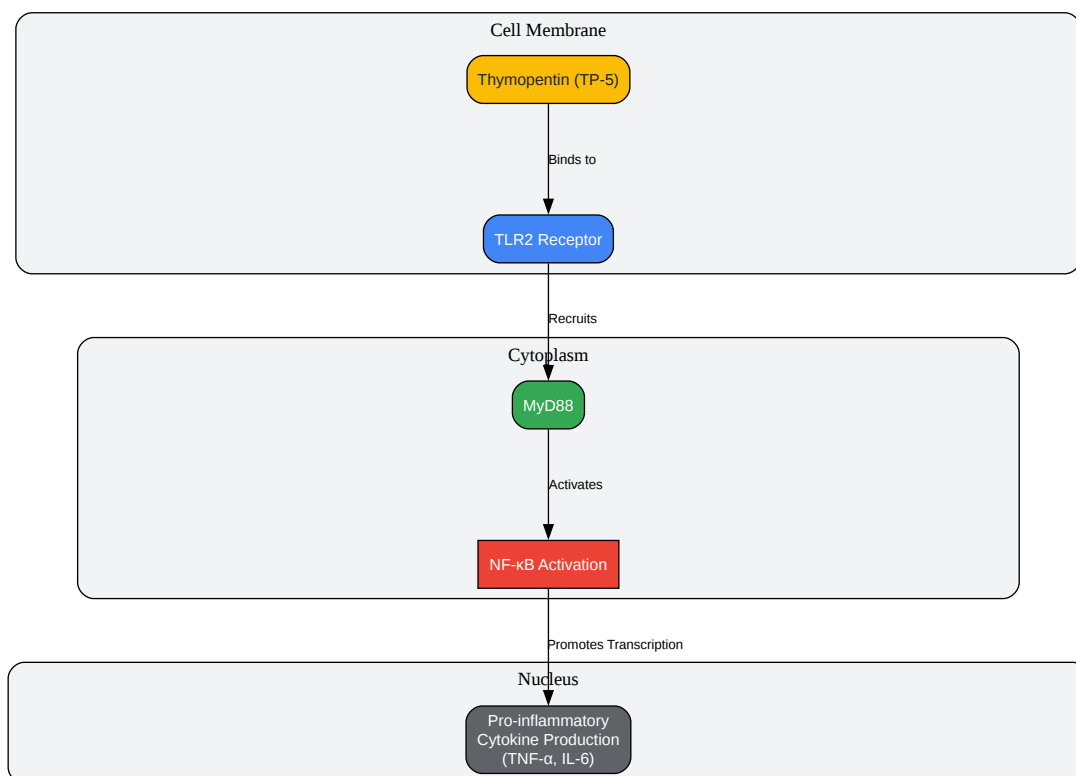 Cell Membrane
Thymopentin (TP-5)
Binds to
TLR2 Receptor
Recruits
Cytoplasm
MyD88
Activates
NF-κB Activation
Promotes Transcription
Nucleus
Pro-inflammatory
Cytokine Production
(TNF-α, IL-6)